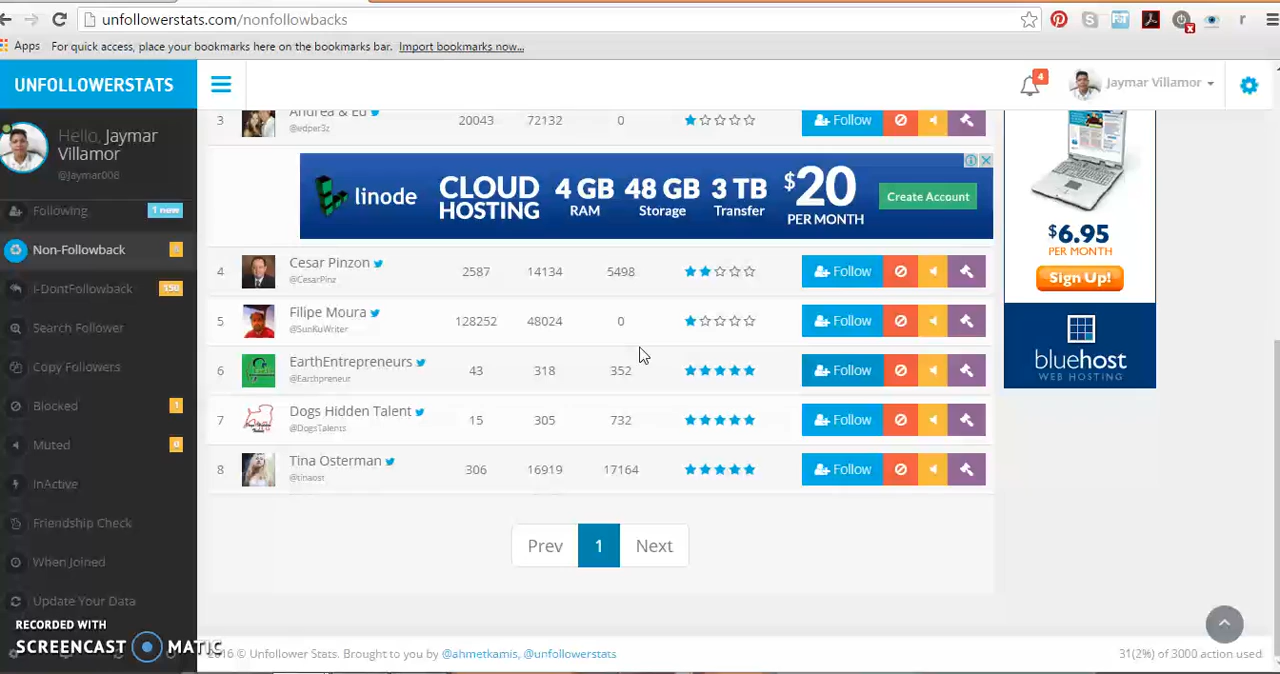 unfollowerstats.com/nonfollowbacks
Apps For quick access, place your bookmarks here on the bookmarks bar. Import bookmarks now...
UNFOLLOWERSTATS
4 Jaymar Villamor
Hello, Jaymar
Villamor
@Jaymar008
Following 1 new
Non-Followback
i-DontFollowback 150
Search Follower
Copy Followers
Blocked 1
Muted 0
InActive
Friendship Check
When Joined
Update Your Data
RECORDED WITH
SCREENCAST MATIC
3 Andrea & Ed 20043 72132 0 Follow
@edper3z
linode CLOUD HOSTING 4 GB RAM 48 GB Storage 3 TB Transfer $20 PER MONTH Create Account
4 Cesar Pinzon 2587 14134 5498 Follow
@CesarPinz
5 Filipe Moura 128252 48024 0 Follow
@SunKuWriter
6 EarthEntrepreneurs 43 318 352 Follow
@Earthpreneur
7 Dogs Hidden Talent 15 305 732 Follow
@DogsTalents
8 Tina Osterman 306 16919 17164 Follow
@tinaost
Prev 1 Next
$6.95
PER MONTH
Sign Up!
bluehost
WEB HOSTING
2016 © Unfollower Stats. Brought to you by @ahmetkamis, @unfollowerstats
31(2%) of 3000 action used